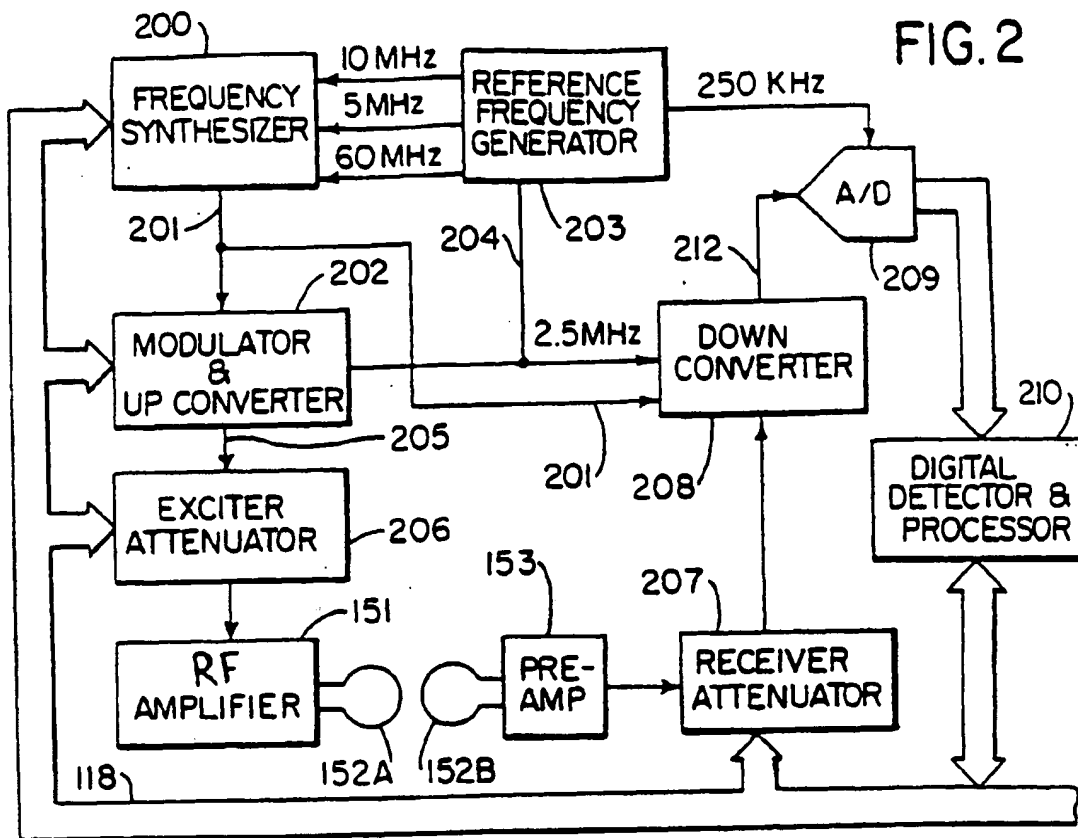 FIG. 2
200
10 MHz
5 MHz
60 MHz
250 KHz
FREQUENCY
SYNTHESIZER
REFERENCE
FREQUENCY
GENERATOR
A/D
201
204
203
212
209
202
MODULATOR
&
UP CONVERTER
2.5MHz
DOWN
CONVERTER
210
205
201
208
DIGITAL
DETECTOR &
PROCESSOR
EXCITER
ATTENUATOR
206
153
207
151
RF
AMPLIFIER
PRE-
AMP
RECEIVER
ATTENUATOR
152A
152B
118